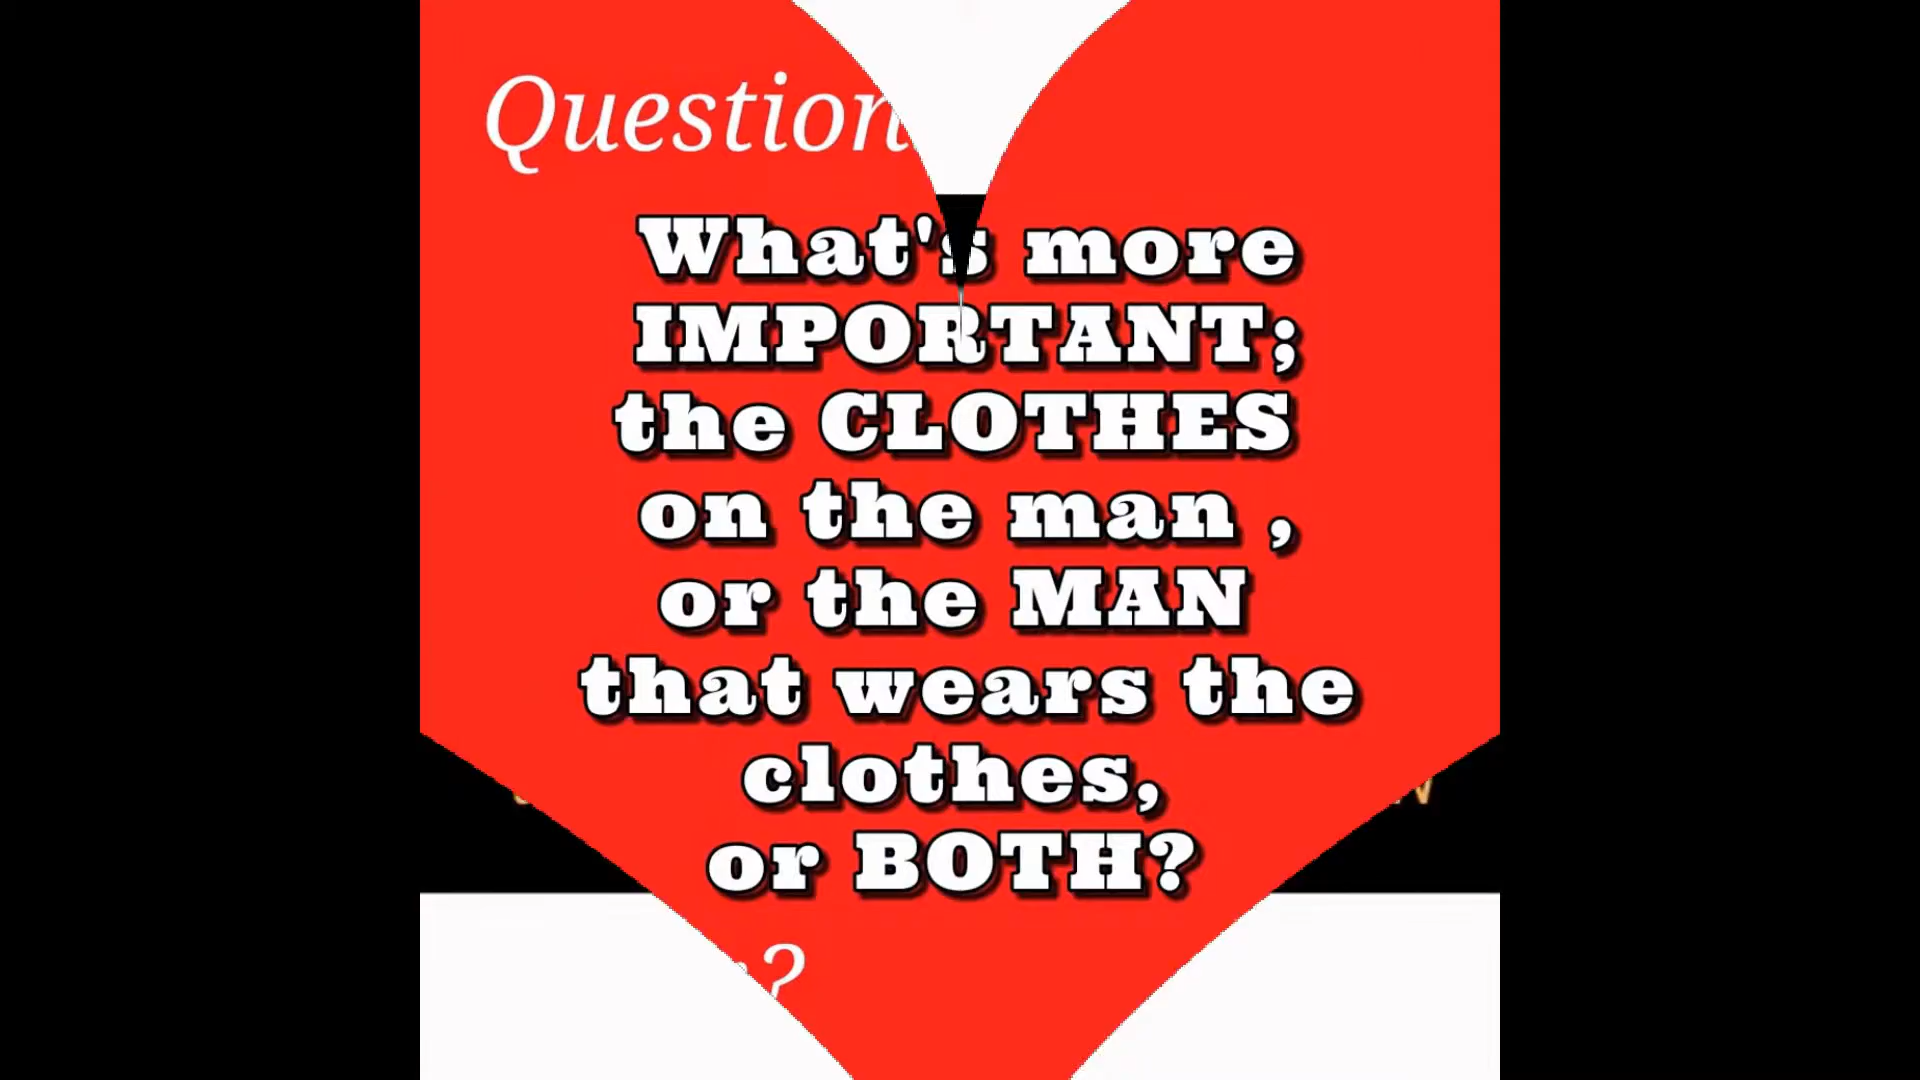 Question
What's more
IMPORTANT;
the CLOTHES
on the man ,
or the MAN
that wears the
clothes,
or BOTH?
?